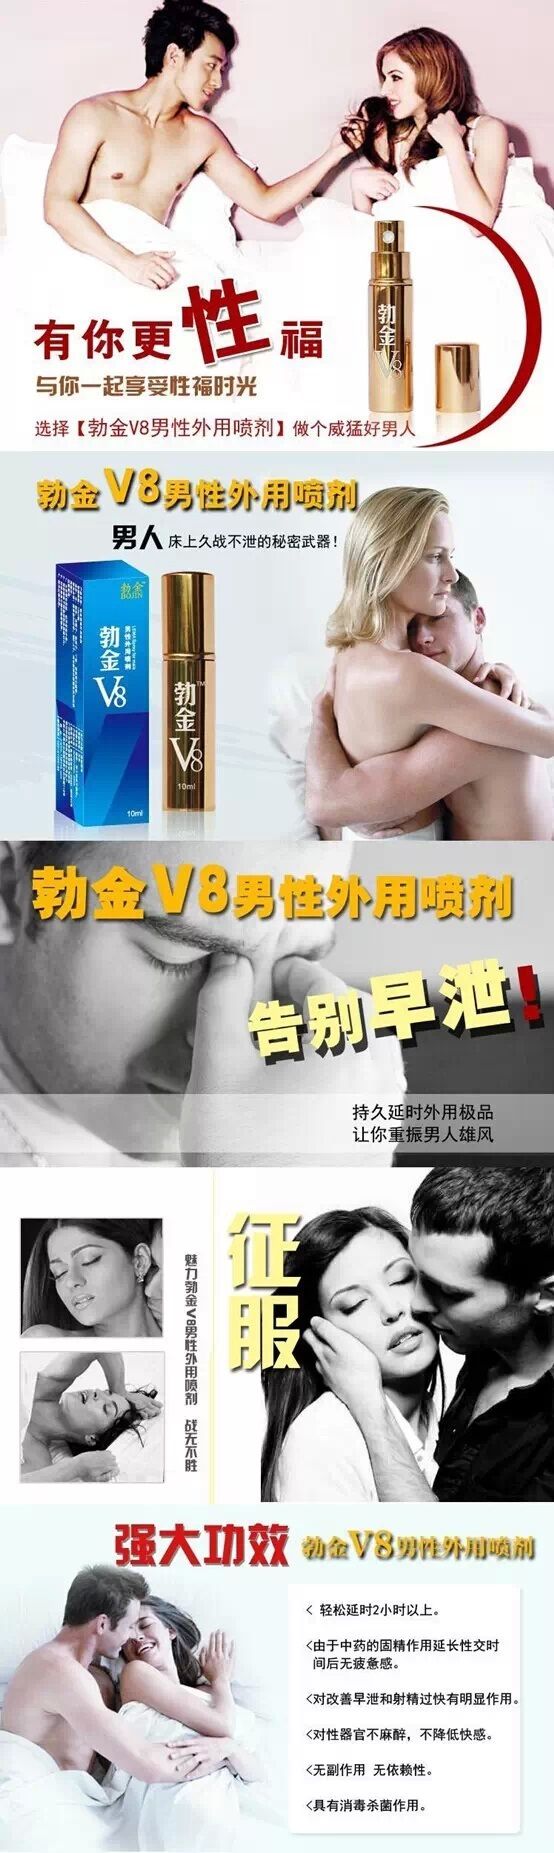 有你更性福
与你一起享受性福时光
选择【勃金V8男性外用喷剂】做个威猛好男人
勃金
V8
勃金V8男性外用喷剂
男人 床上久战不泄的秘密武器!
勃金™
BOJIN
男性外用喷剂
勃金
V8
10ml
勃金™
V8
10ml
勃金V8男性外用喷剂
告别早泄!
持久延时外用极品
让你重振男人雄风
征服
魅力勃金V8男性外用喷剂 战无不胜
强大功效 勃金V8男性外用喷剂
< 轻松延时2小时以上。
<由于中药的固精作用延长性交时
间后无疲惫感。
<对改善早泄和射精过快有明显作用。
<对性器官不麻醉,不降低快感。
<无副作用 无依赖性。
<具有消毒杀菌作用。